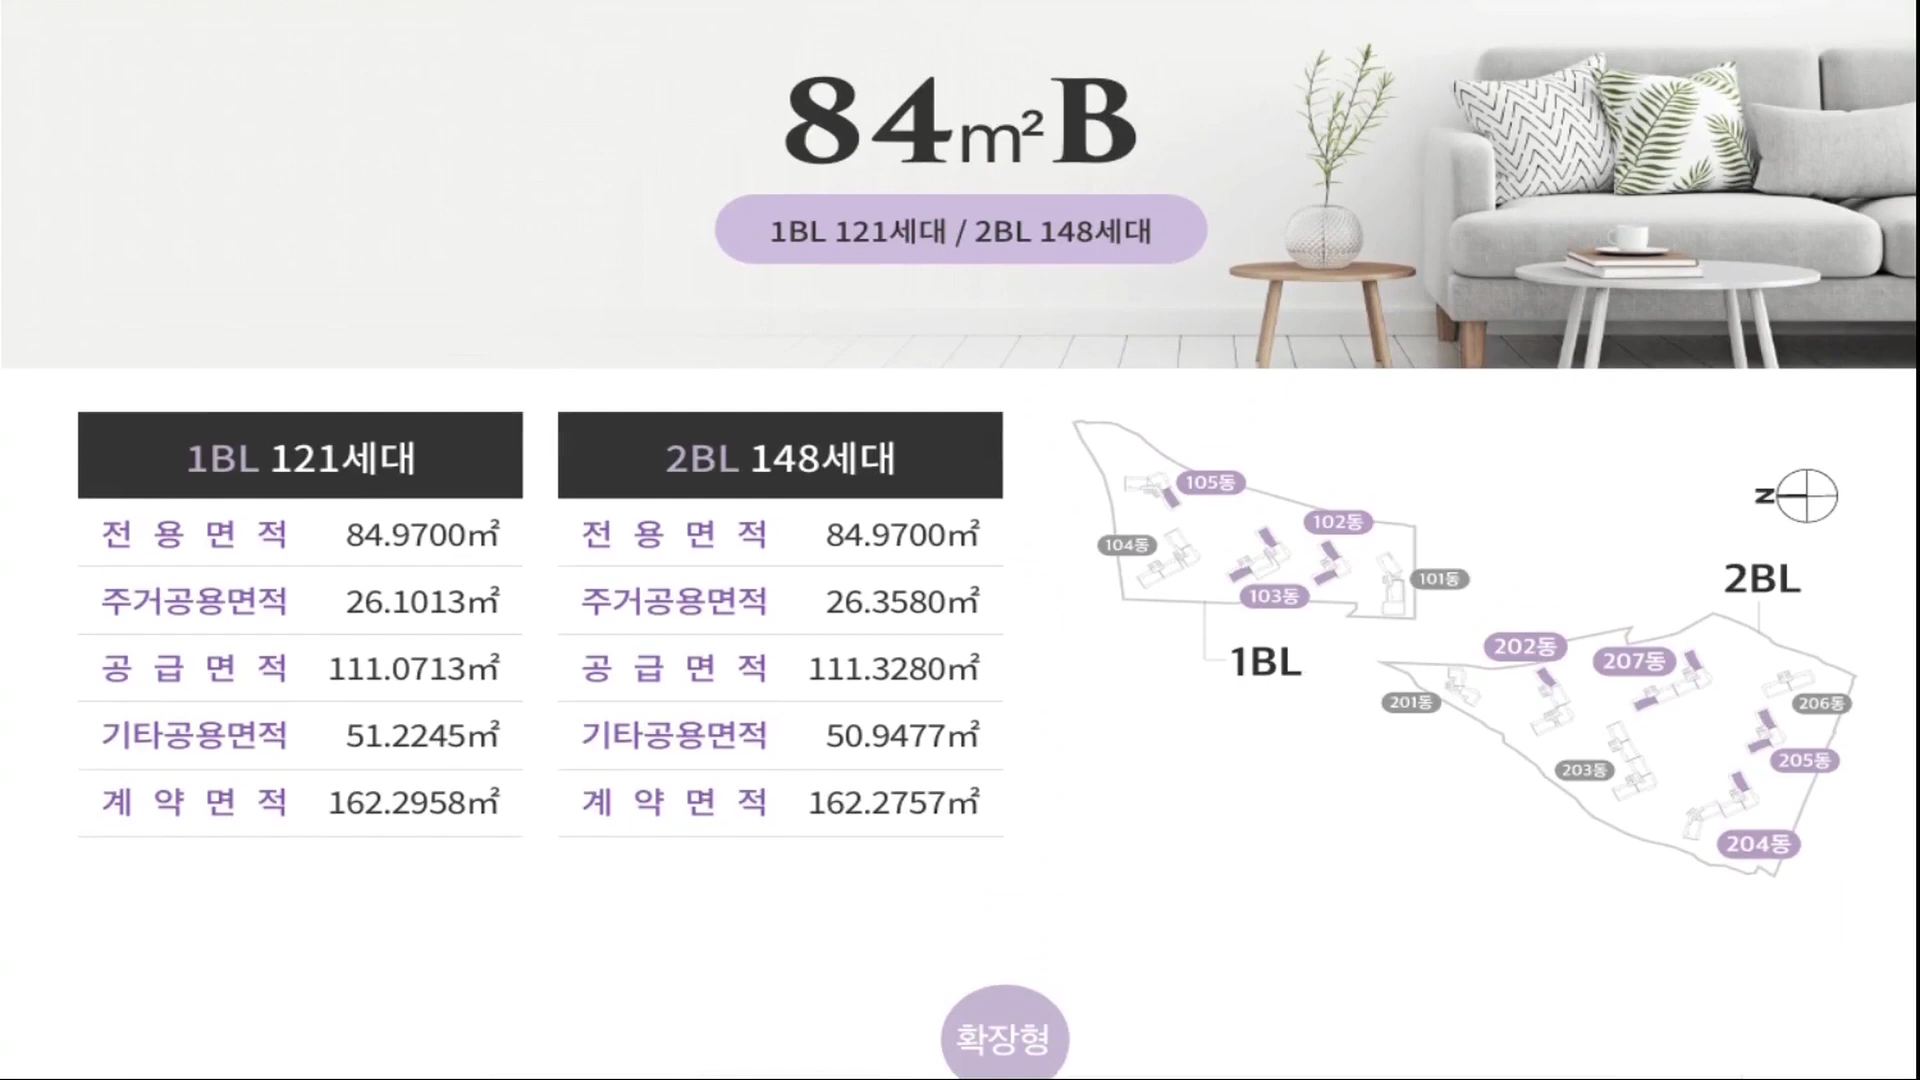 84m²B
1BL 121세대 / 2BL 148세대
1BL 121세대
전 용 면 적 84.9700㎡
주거공용면적 26.1013㎡
공 급 면 적 111.0713㎡
기타공용면적 51.2245㎡
계 약 면 적 162.2958㎡
2BL 148세대
전 용 면 적 84.9700㎡
주거공용면적 26.3580㎡
공 급 면 적 111.3280㎡
기타공용면적 50.9477㎡
계 약 면 적 162.2757㎡
105동
102동
104동
101동
103동
1BL
N
2BL
202동
207동
201동
206동
205동
203동
204동
확장형